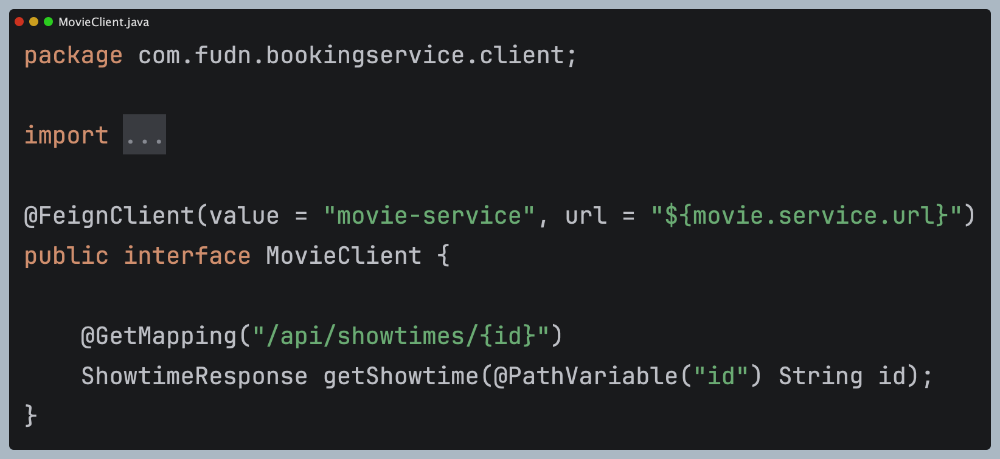 MovieClient.java
package com.fudn.bookingservice.client;
import ...
@FeignClient(value = "movie-service", url = "${movie.service.url}")
public interface MovieClient {
@GetMapping("/api/showtimes/{id}")
ShowtimeResponse getShowtime(@PathVariable("id") String id);
}